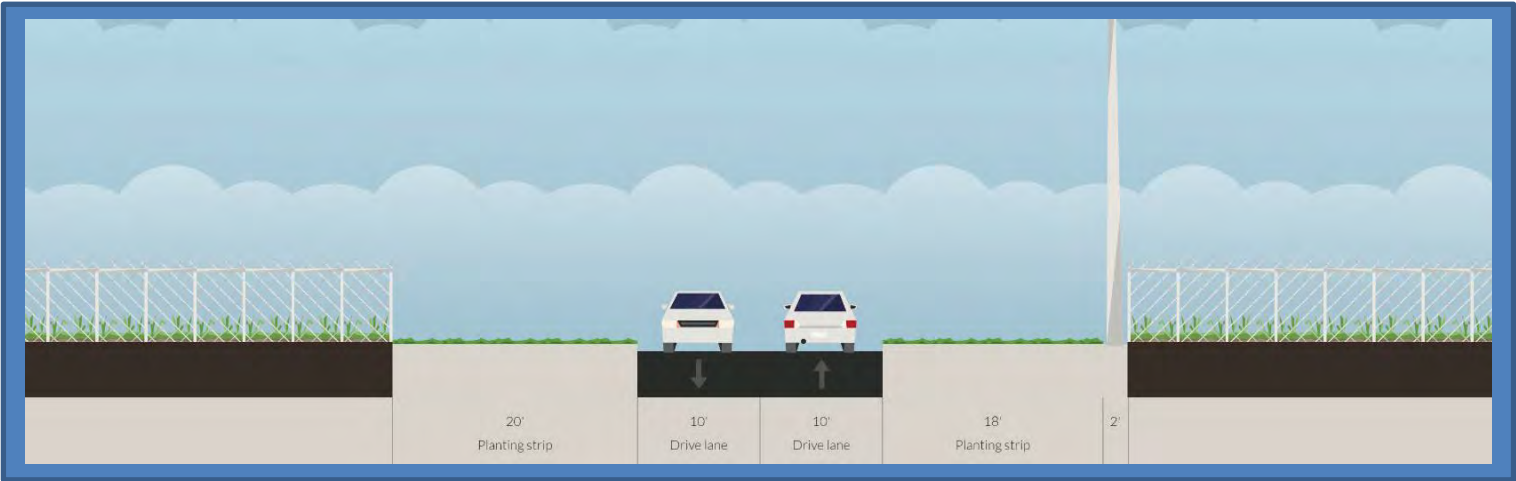 20' 10' 10' 18' 2'
Planting strip Drive lane Drive lane Planting strip